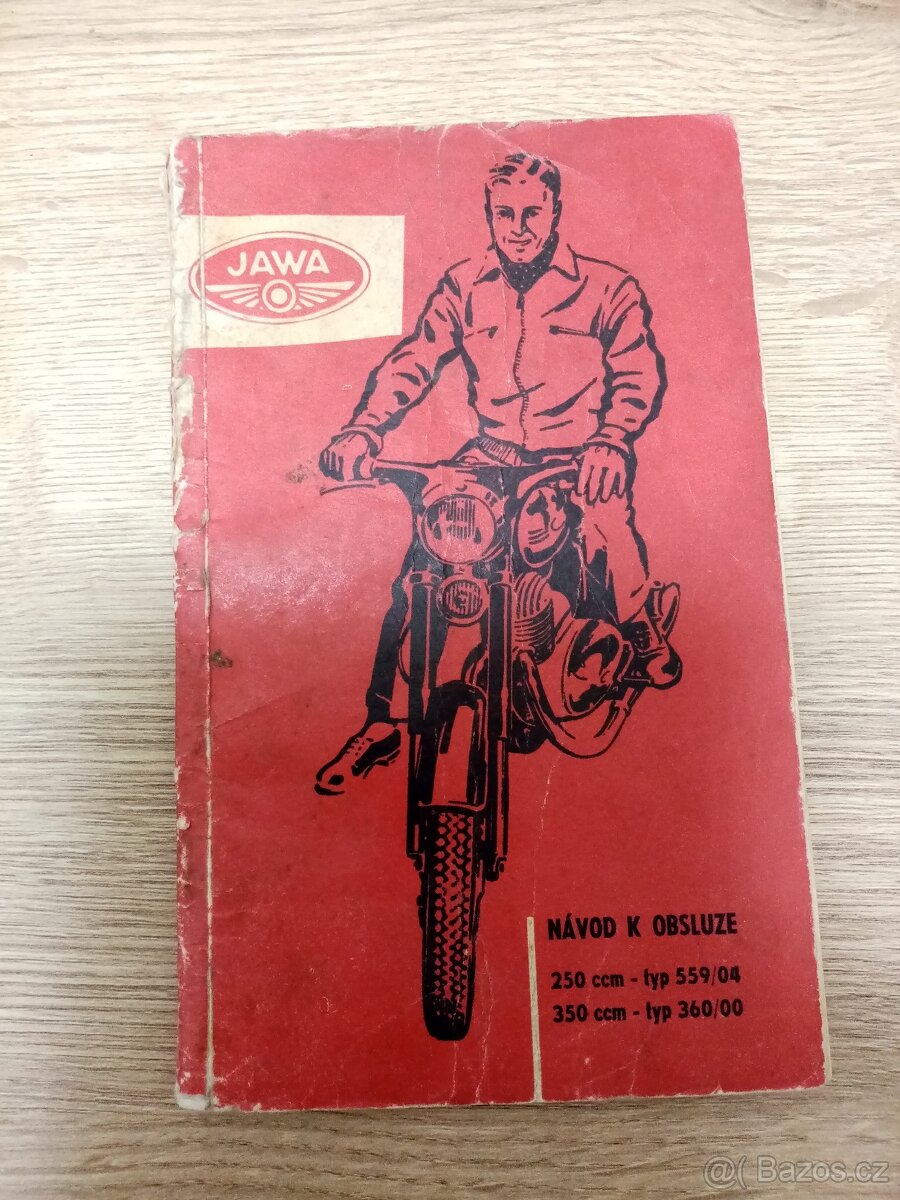 JAWA
NÁVOD K OBSLUZE
250 ccm - typ 559/04
350 ccm - typ 360/00
@( Bazos.cz